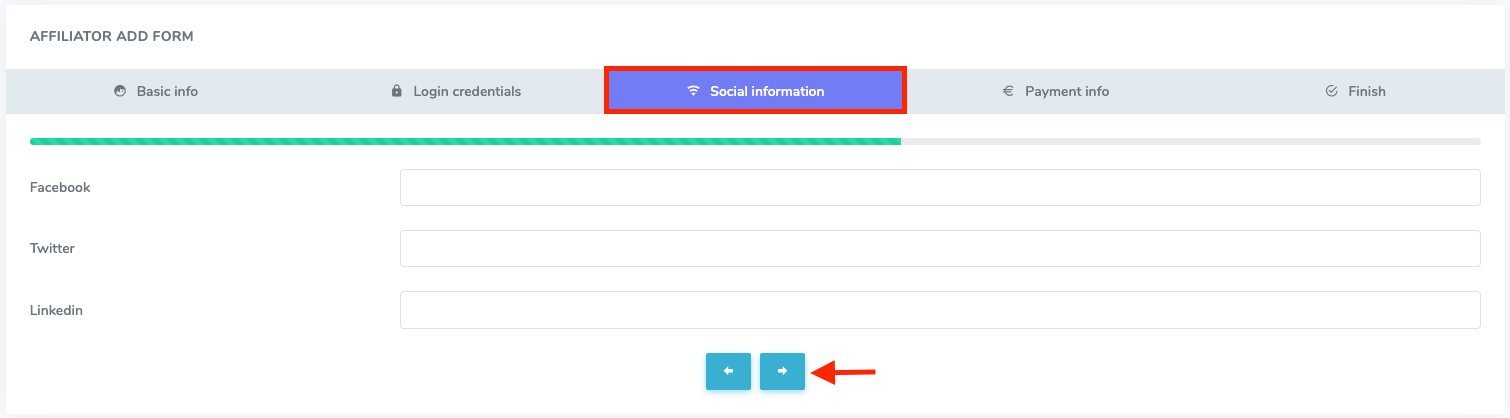 AFFILIATOR ADD FORM
Basic info Login credentials Social information Payment info Finish
Facebook
Twitter
Linkedin